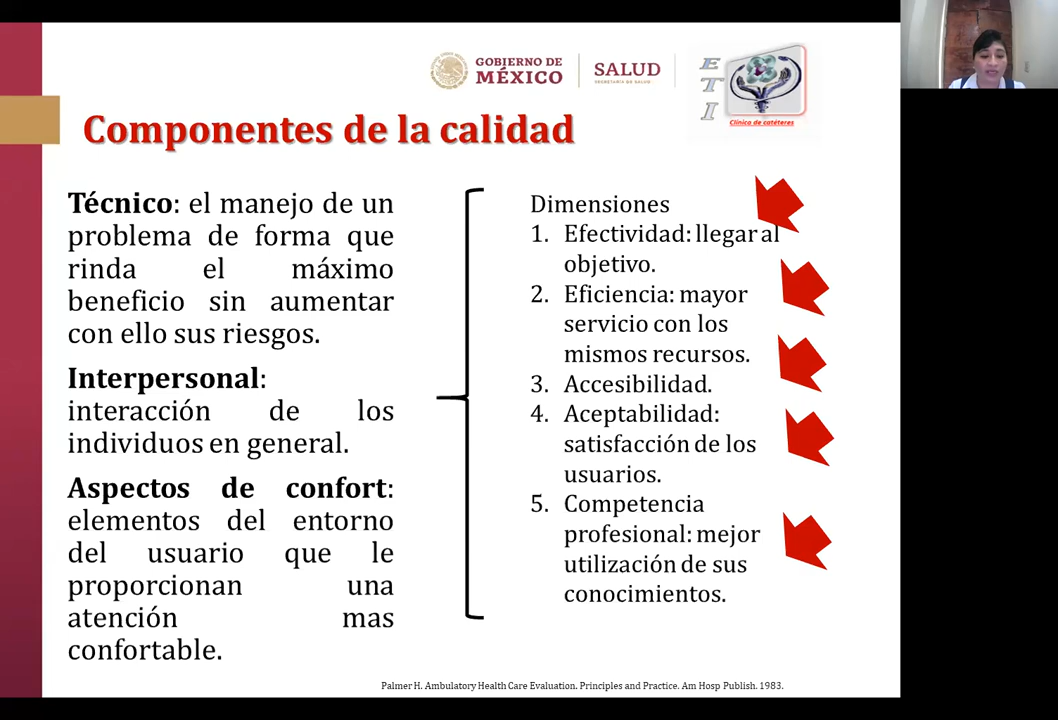 GOBIERNO DE
MÉXICO
SALUD
SECRETARÍA DE SALUD
ETI
Clínica de catéteres
Componentes de la calidad
Técnico: el manejo de un
problema de forma que
rinda el máximo
beneficio sin aumentar
con ello sus riesgos.
Interpersonal:
interacción de los
individuos en general.
Aspectos de confort:
elementos del entorno
del usuario que le
proporcionan una
atención mas
confortable.
Dimensiones
1. Efectividad: llegar al
objetivo.
2. Eficiencia: mayor
servicio con los
mismos recursos.
3. Accesibilidad.
4. Aceptabilidad:
satisfacción de los
usuarios.
5. Competencia
profesional: mejor
utilización de sus
conocimientos.
Palmer H. Ambulatory Health Care Evaluation. Principles and Practice. Am Hosp Publish. 1983.